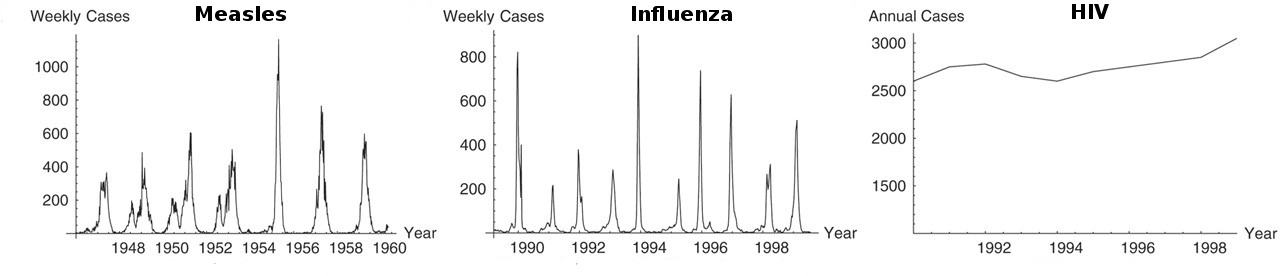 Measles
Weekly Cases
1000
800
600
400
200
1948 1950 1952 1954 1956 1958 1960 Year
Influenza
Weekly Cases
800
600
400
200
1990 1992 1994 1996 1998 Year
HIV
Annual Cases
3000
2500
2000
1500
1992 1994 1996 1998 Year